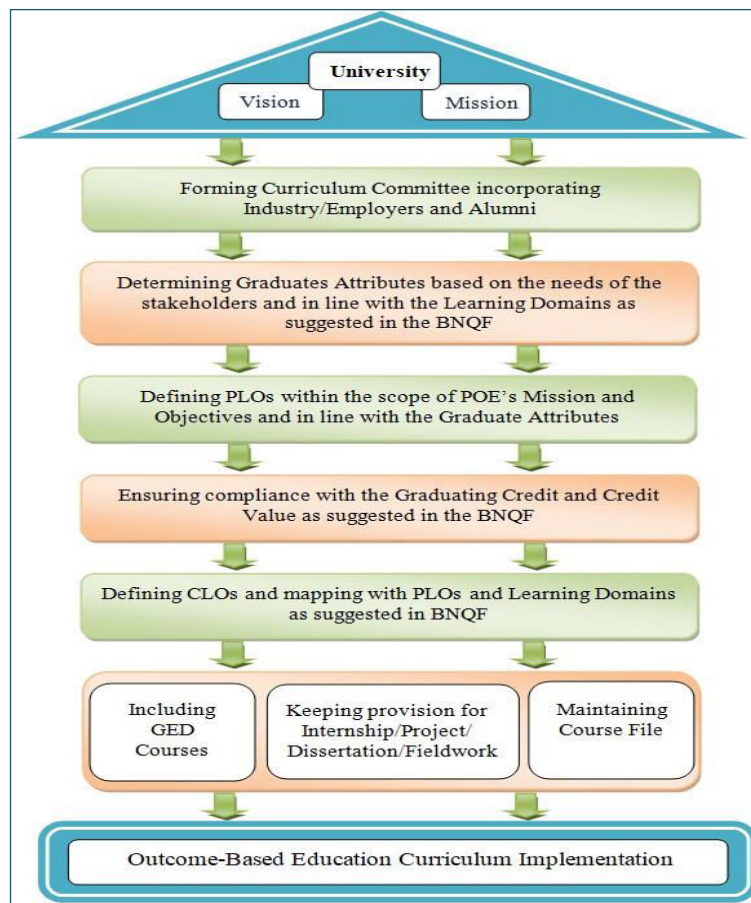 University
Vision
Mission
Forming Curriculum Committee incorporating
Industry/Employers and Alumni
Determining Graduates Attributes based on the needs of the
stakeholders and in line with the Learning Domains as
suggested in the BNQF
Defining PLOs within the scope of POE's Mission and
Objectives and in line with the Graduate Attributes
Ensuring compliance with the Graduating Credit and Credit
Value as suggested in the BNQF
Defining CLOs and mapping with PLOs and Learning Domains
as suggested in BNQF
Including
GED
Courses
Keeping provision for
Internship/Project/
Dissertation/Fieldwork
Maintaining
Course File
Outcome-Based Education Curriculum Implementation